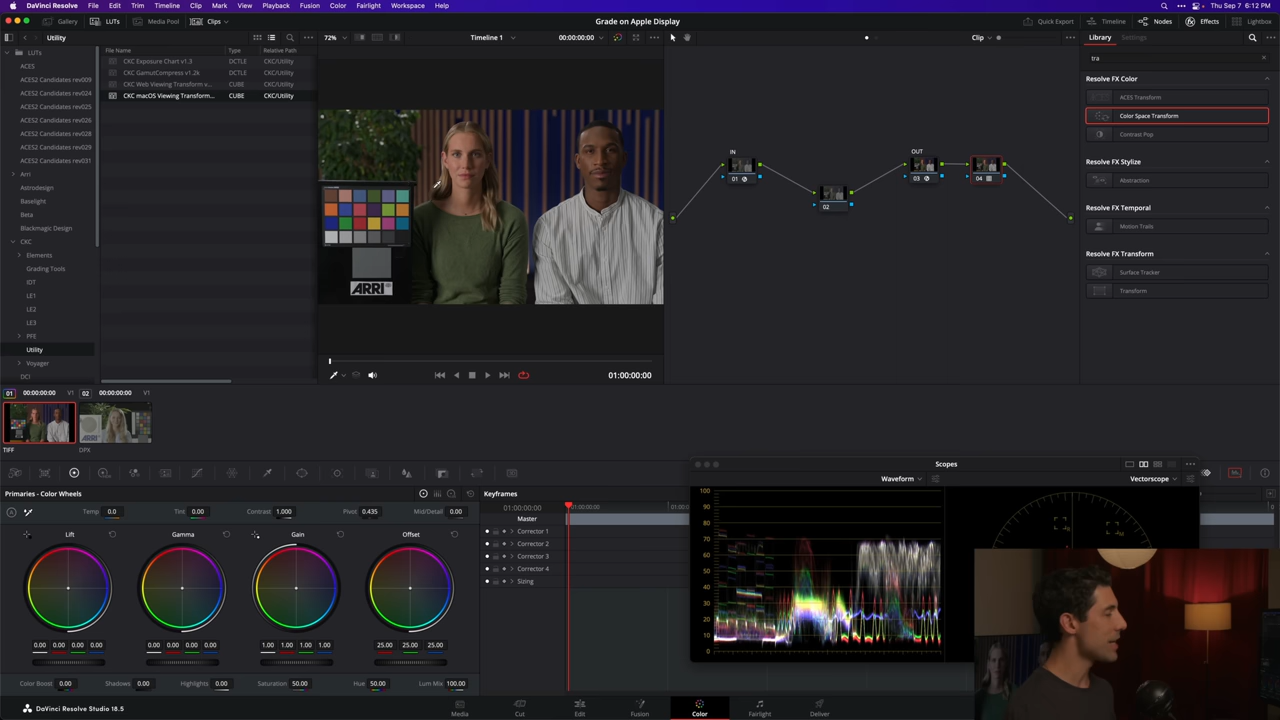 DaVinci Resolve File Edit Trim Timeline Clip Mark View Playback Fusion Color Fairlight Workspace Help Thu Sep 7 6:12 PM
Gallery LUTs Media Pool Clips Grade on Apple Display Quick Export Timeline Nodes Effects Lightbox
Utility 72% Timeline 1 00:00:00:00 Clip Library Settings
LUTs
ACES
ACES2 Candidates rev009
ACES2 Candidates rev024
ACES2 Candidates rev025
ACES2 Candidates rev026
ACES2 Candidates rev028
ACES2 Candidates rev029
ACES2 Candidates rev031
Arri
Astrodesign
Baselight
Beta
Blackmagic Design
CKC
Elements
Grading Tools
IDT
LE1
LE2
LE3
PFE
Utility
Voyager
DCI
File Name Type Relative Path
CKC Exposure Chart v1.3 DCTLE CKC/Utility
CKC GamutCompress v1.2k DCTLE CKC/Utility
CKC Web Viewing Transform v... CUBE CKC/Utility
CKC macOS Viewing Transform... CUBE CKC/Utility
ARRI
01:00:00:00
IN
01
02
OUT
03
04
tra
Resolve FX Color
ACES Transform
Color Space Transform
Contrast Pop
Resolve FX Stylize
Abstraction
Resolve FX Temporal
Motion Trails
Resolve FX Transform
Surface Tracker
Transform
01 00:00:00:00 V1 02 00:00:00:00 V1
ARRI
TIFF DPX
Primaries - Color Wheels
Temp 0.0 Tint 0.00 Contrast 1.000 Pivot 0.435 Mid/Detail 0.00
Lift Gamma Gain Offset
0.00 0.00 0.00 0.00 0.00 0.00 0.00 0.00 1.00 1.00 1.00 1.00 25.00 25.00 25.00
Color Boost 0.00 Shadows 0.00 Highlights 0.00 Saturation 50.00 Hue 50.00 Lum Mix 100.00
Keyframes
01:00:00:00 01:00:00:00
Master
Corrector 1
Corrector 2
Corrector 3
Corrector 4
Sizing
Scopes
Waveform Vectorscope
100
90
80
70
60
50
40
30
20
10
0
DaVinci Resolve Studio 18.5 Media Cut Edit Fusion Color Fairlight Deliver